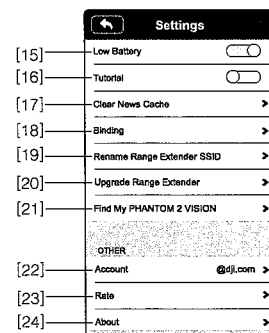 Settings
[15] Low Battery
[16] Tutorial
[17] Clear News Cache >
[18] Binding >
[19] Rename Range Extender SSID >
[20] Upgrade Range Extender >
[21] Find My PHANTOM 2 VISION >
OTHER
[22] Account @dji.com >
[23] Rate >
[24] About >